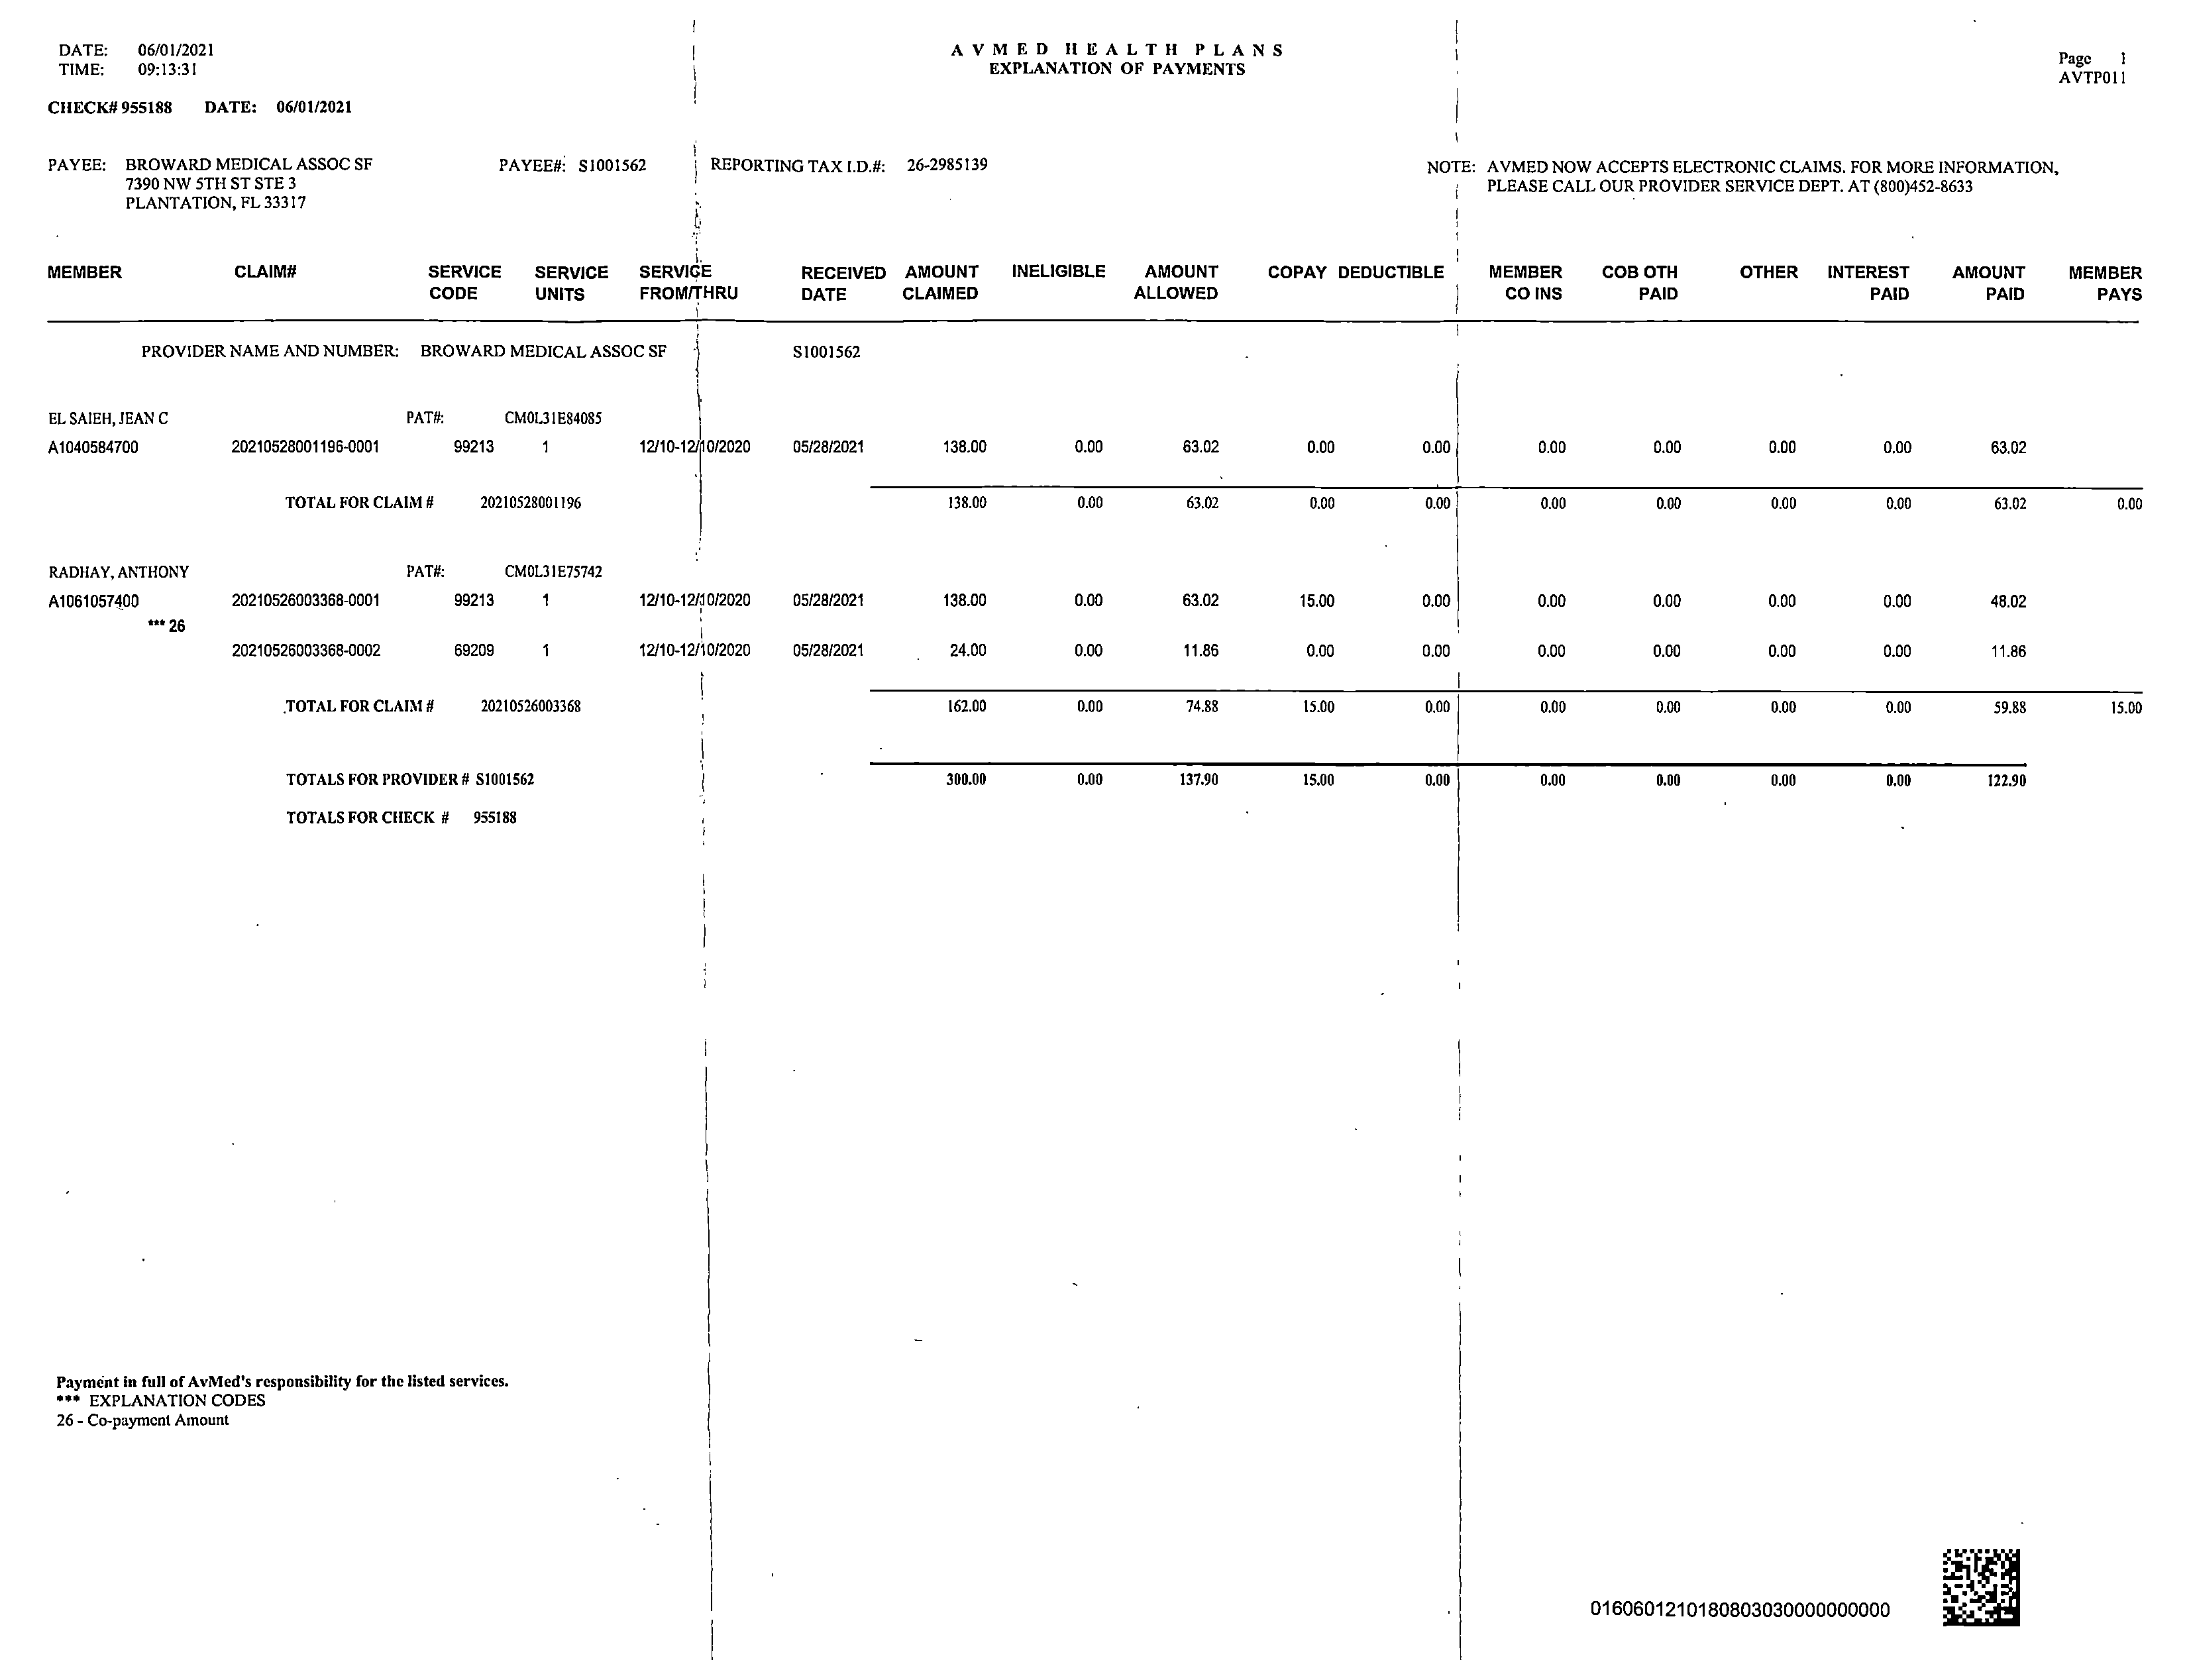 DATE: 06/01/2021
TIME: 09:13:31
A V M E D H E A L T H P L A N S
EXPLANATION OF PAYMENTS
Page 1
AVTP011
CHECK# 955188 DATE: 06/01/2021
PAYEE: BROWARD MEDICAL ASSOC SF PAYEE#: S1001562 REPORTING TAX I.D.#: 26-2985139
7390 NW 5TH ST STE 3
PLANTATION, FL 33317
NOTE: AVMED NOW ACCEPTS ELECTRONIC CLAIMS. FOR MORE INFORMATION,
PLEASE CALL OUR PROVIDER SERVICE DEPT. AT (800)452-8633
MEMBER CLAIM# SERVICE SERVICE SERVICE RECEIVED AMOUNT INELIGIBLE AMOUNT COPAY DEDUCTIBLE MEMBER COB OTH OTHER INTEREST AMOUNT MEMBER
CODE UNITS FROM/THRU DATE CLAIMED ALLOWED CO INS PAID PAID PAID PAYS
PROVIDER NAME AND NUMBER: BROWARD MEDICAL ASSOC SF S1001562
EL SAIEH, JEAN C PAT#: CM0L31E84085
A1040584700 20210528001196-0001 99213 1 12/10-12/10/2020 05/28/2021 138.00 0.00 63.02 0.00 0.00 0.00 0.00 0.00 0.00 63.02
TOTAL FOR CLAIM # 20210528001196 138.00 0.00 63.02 0.00 0.00 0.00 0.00 0.00 0.00 63.02 0.00
RADHAY, ANTHONY PAT#: CM0L31E75742
A1061057400 20210526003368-0001 99213 1 12/10-12/10/2020 05/28/2021 138.00 0.00 63.02 15.00 0.00 0.00 0.00 0.00 0.00 48.02
*** 26
20210526003368-0002 69209 1 12/10-12/10/2020 05/28/2021 24.00 0.00 11.86 0.00 0.00 0.00 0.00 0.00 0.00 11.86
TOTAL FOR CLAIM # 20210526003368 162.00 0.00 74.88 15.00 0.00 0.00 0.00 0.00 0.00 59.88 15.00
TOTALS FOR PROVIDER # S1001562 300.00 0.00 137.90 15.00 0.00 0.00 0.00 0.00 0.00 122.90
TOTALS FOR CHECK # 955188
Payment in full of AvMed's responsibility for the listed services.
*** EXPLANATION CODES
26 - Co-payment Amount
01606012101808030300000​00000